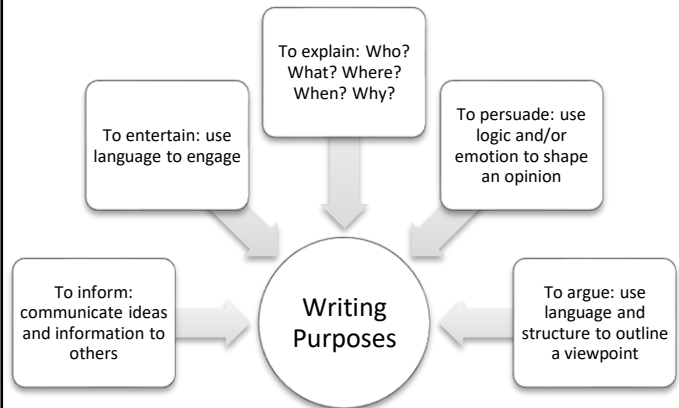 To explain: Who?
What? Where?
When? Why?
To entertain: use
language to engage
To persuade: use
logic and/or
emotion to shape
an opinion
To inform:
communicate ideas
and information to
others
Writing
Purposes
To argue: use
language and
structure to outline
a viewpoint